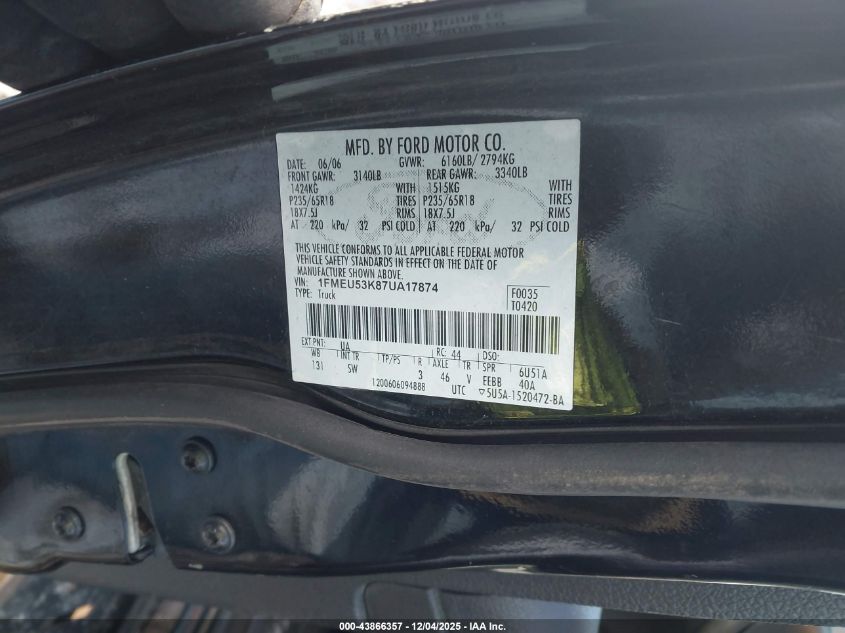 MFD. BY FORD MOTOR CO.
DATE: 06/06 GVWR: 6160LB/ 2794KG
FRONT GAWR: 3140LB REAR GAWR: 3340LB
1424KG WITH 1515KG WITH
P235/65R18 TIRES P235/65R18 TIRES
18X7.5J RIMS 18X7.5J RIMS
AT 220 kPa/ 32 PSI COLD AT 220 kPa/ 32 PSI COLD
THIS VEHICLE CONFORMS TO ALL APPLICABLE FEDERAL MOTOR
VEHICLE SAFETY STANDARDS IN EFFECT ON THE DATE OF
MANUFACTURE SHOWN ABOVE.
VIN: 1FMEU53K87UA17874 F0035
TYPE: Truck T0420
EXT PNT: UA RC: 44 DSO:
WB INT TR TP/PS R AXLE TR SPR 6U51A
131 SW 3 46 V EEBB 40A
1200606094888 UTC ▽5U5A-1520472-BA
000-43866357 - 12/04/2025 - IAA Inc.